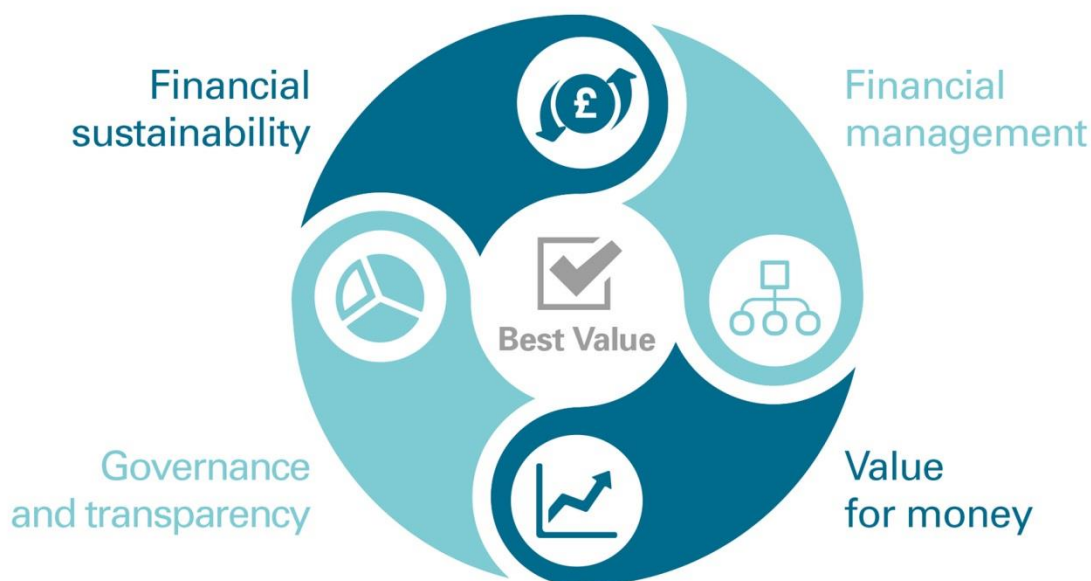 Financial
sustainability
Financial
management
£
Best Value
Governance
and transparency
Value
for money